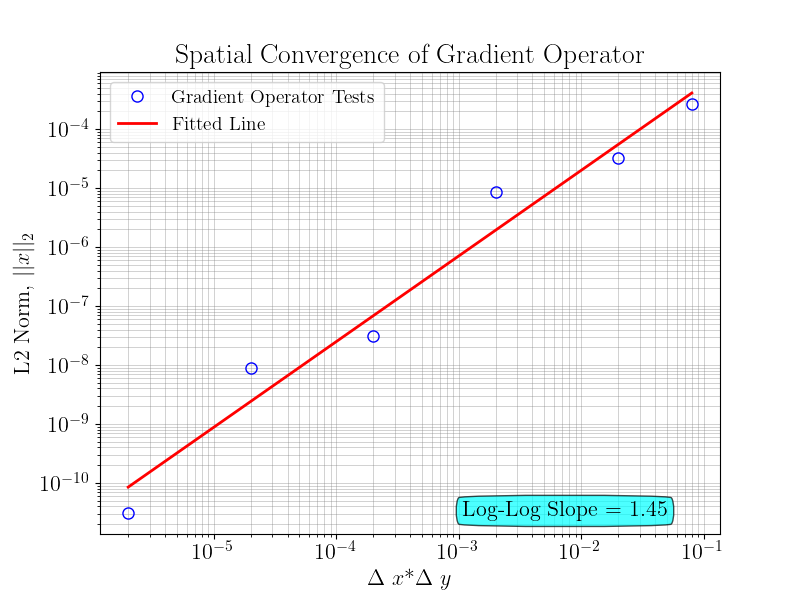 Spatial Convergence of Gradient Operator
Gradient Operator Tests
Fitted Line
10⁻⁴
10⁻⁵
10⁻⁶
10⁻⁷
10⁻⁸
10⁻⁹
10⁻¹⁰
L2 Norm, ||x||₂
Log-Log Slope = 1.45
10⁻⁵ 10⁻⁴ 10⁻³ 10⁻² 10⁻¹
Δ x*Δ y